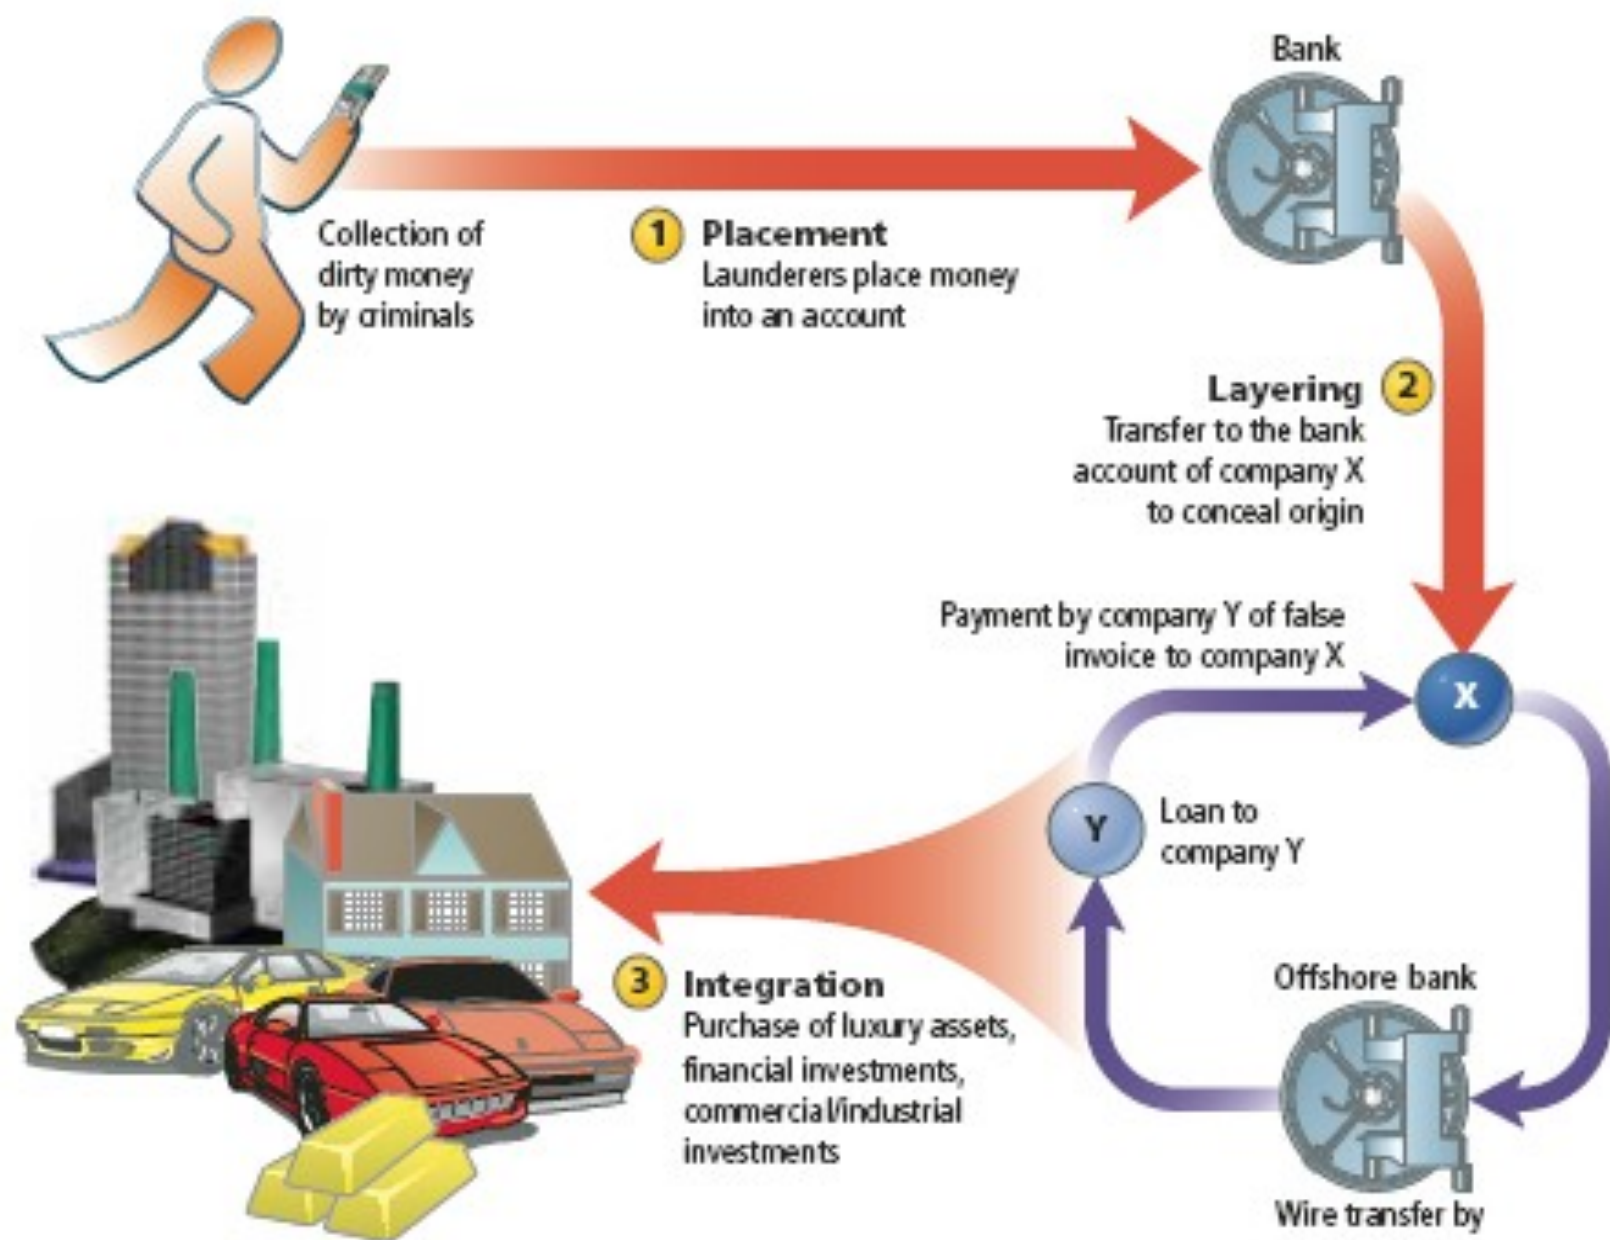 Bank
Collection of
dirty money
by criminals
1 Placement
Launderers place money
into an account
Layering 2
Transfer to the bank
account of company X
to conceal origin
Payment by company Y of false
invoice to company X
X
Y
Loan to
company Y
Offshore bank
3 Integration
Purchase of luxury assets,
financial investments,
commercial/industrial
investments
Wire transfer by